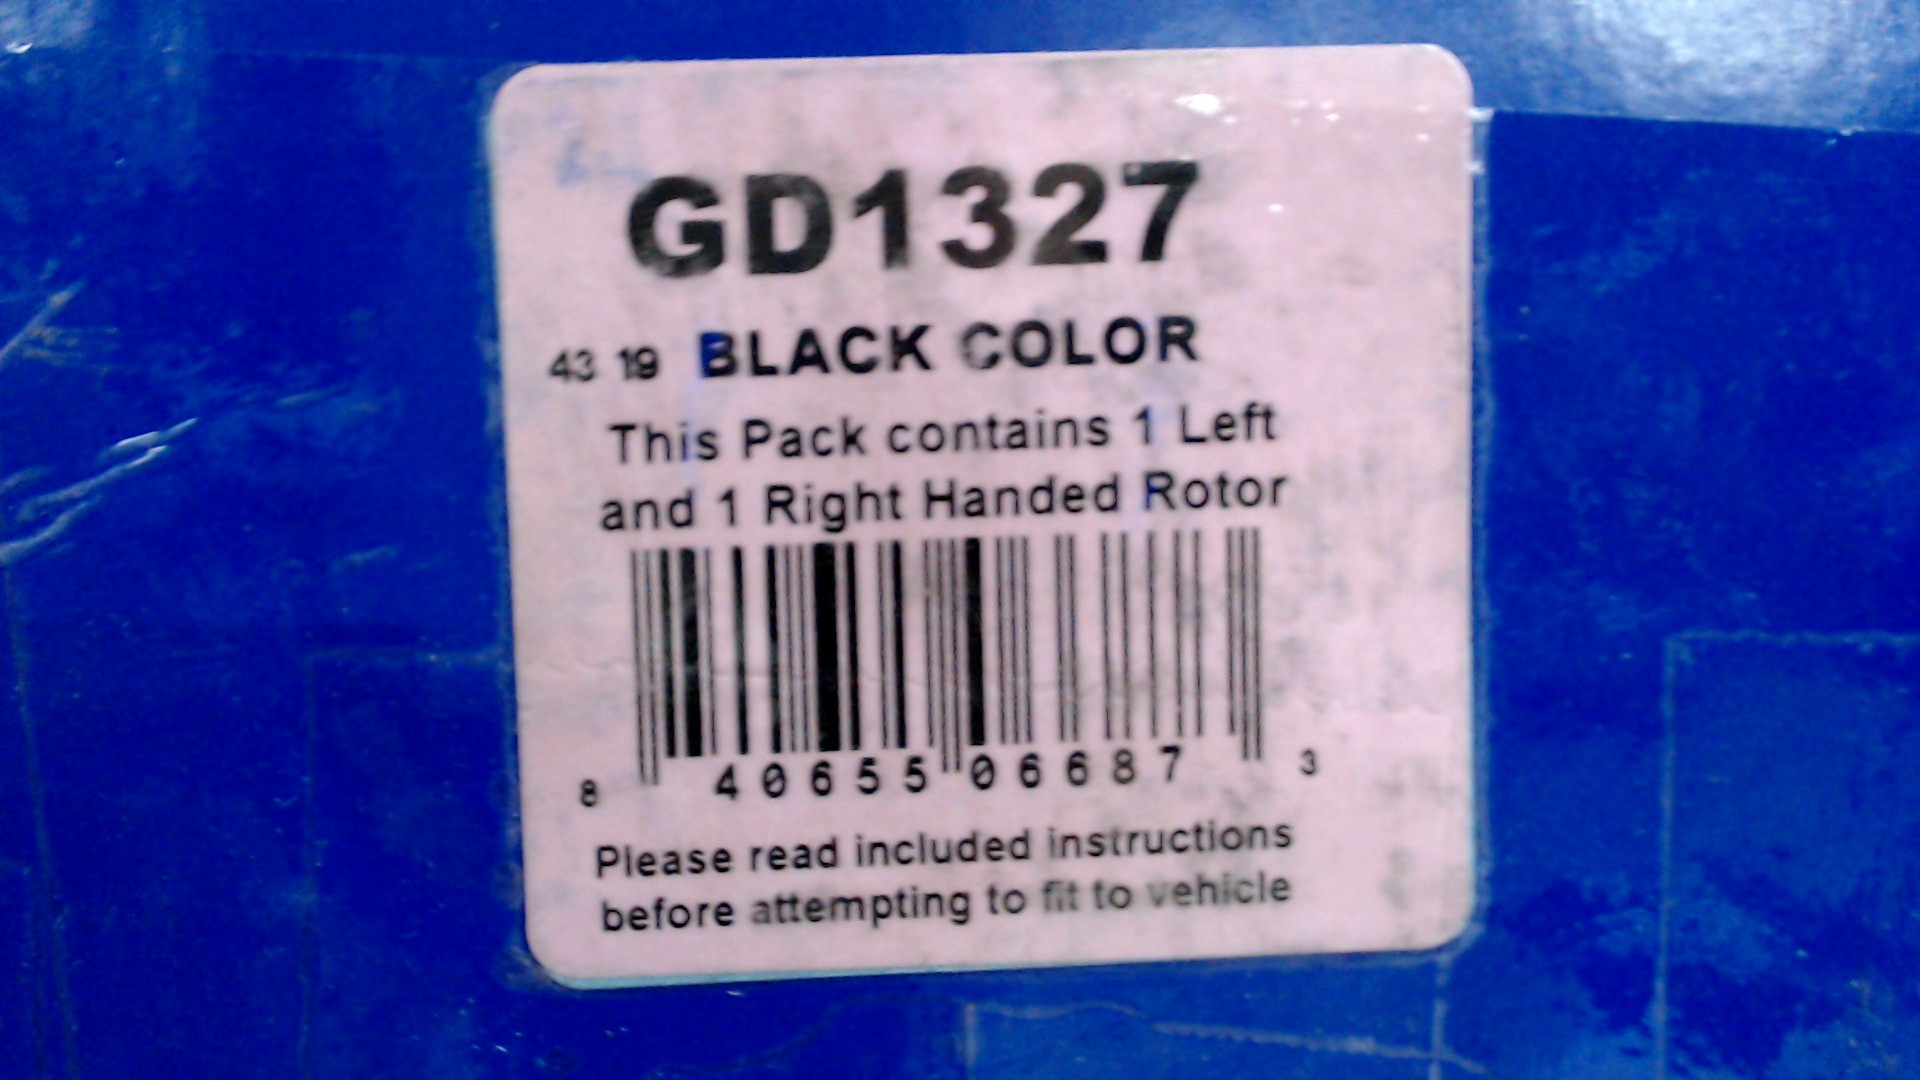 GD1327
43 19 BLACK COLOR
This Pack contains 1 Left
and 1 Right Handed Rotor
8 40655 06687 3
Please read included instructions
before attempting to fit to vehicle